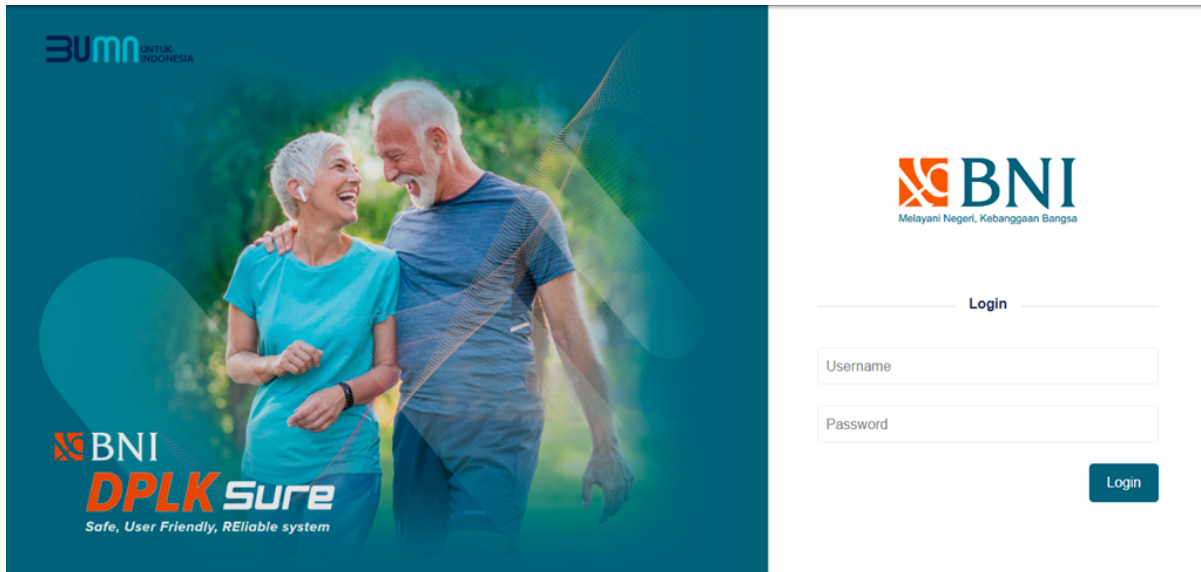 BUMN UNTUK
INDONESIA
BNI
DPLK Sure
Safe, User Friendly, REliable system
BNI
Melayani Negeri, Kebanggaan Bangsa
Login
Username
Password
Login